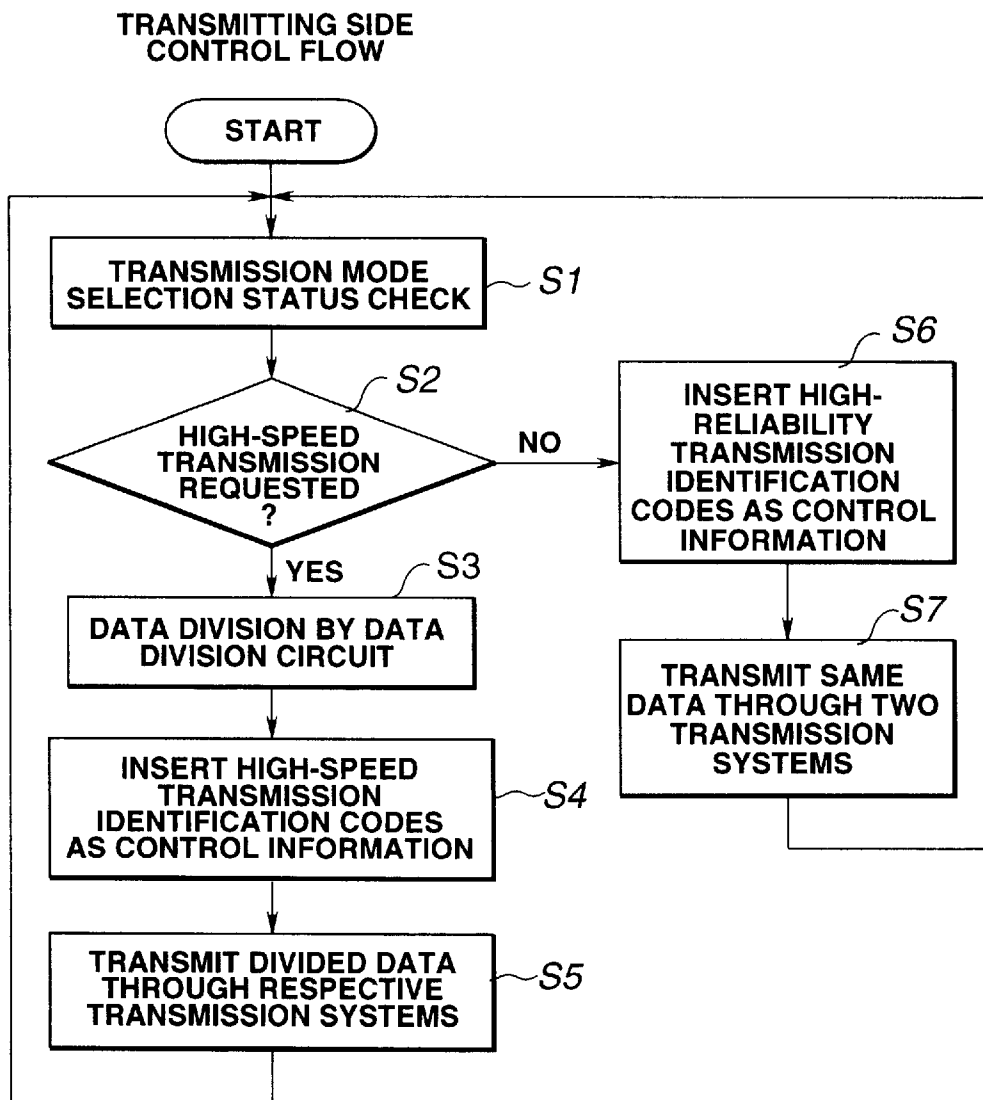 TRANSMITTING SIDE
CONTROL FLOW
START
TRANSMISSION MODE
SELECTION STATUS CHECK
S1
S2
HIGH-SPEED
TRANSMISSION
REQUESTED
?
NO
YES
S3
DATA DIVISION BY DATA
DIVISION CIRCUIT
INSERT HIGH-SPEED
TRANSMISSION
IDENTIFICATION CODES
AS CONTROL INFORMATION
S4
TRANSMIT DIVIDED DATA
THROUGH RESPECTIVE
TRANSMISSION SYSTEMS
S5
S6
INSERT HIGH-
RELIABILITY
TRANSMISSION
IDENTIFICATION
CODES AS CONTROL
INFORMATION
S7
TRANSMIT SAME
DATA THROUGH TWO
TRANSMISSION
SYSTEMS